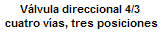 Válvula direccional 4/3
cuatro vías, tres posiciones